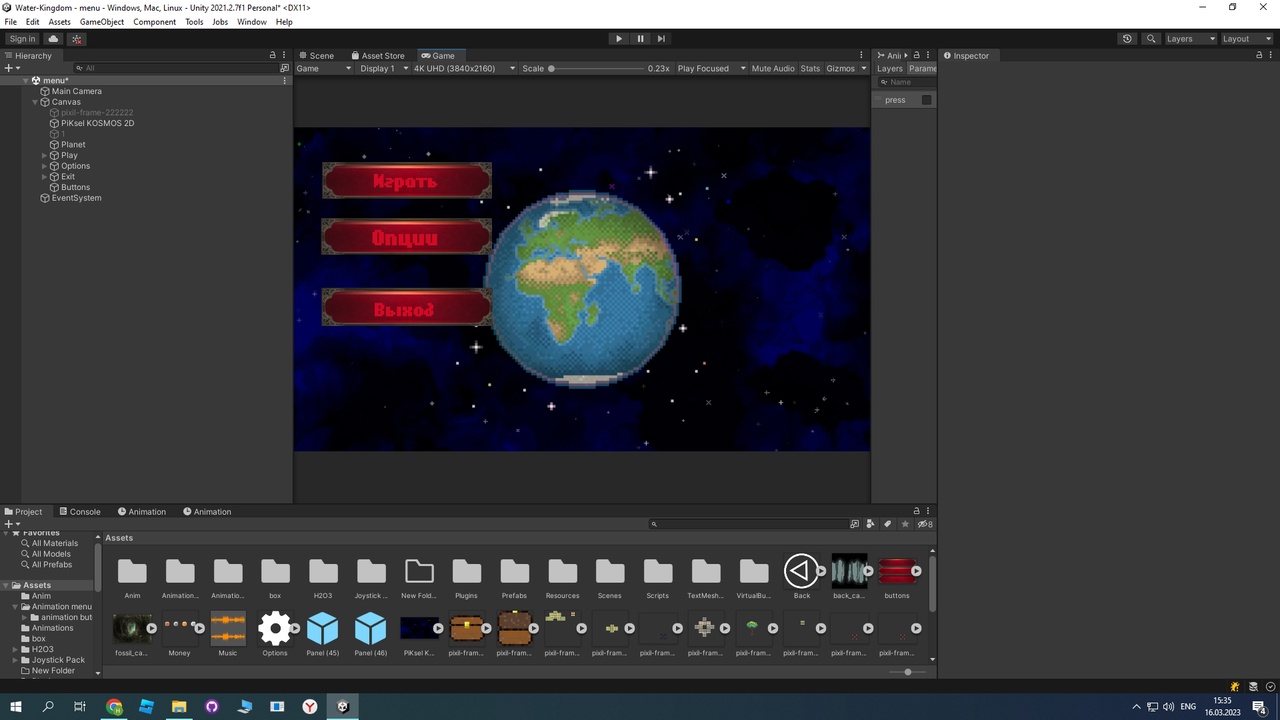 Water-Kingdom - menu - Windows, Mac, Linux - Unity 2021.2.7f1 Personal* <DX11>
File Edit Assets GameObject Component Tools Jobs Window Help
Sign in Layers Layout
Hierarchy Scene Asset Store Game Ani Inspector
All Game Display 1 4K UHD (3840x2160) Scale 0.23x Play Focused Mute Audio Stats Gizmos Layers Parame
menu*
Name
Main Camera
Canvas
press
pixil-frame-222222
PiKsel KOSMOS 2D
1
Planet
Play
Options
Exit
Buttons
EventSystem
Играть
Опции
Выход
Project Console Animation Animation
8
Favorites
All Materials
All Models
All Prefabs
Assets
Anim
Animation menu
animation but
Animations
box
H2O3
Joystick Pack
New Folder
Assets
Anim Animation... Animatio... box H2O3 Joystick ... New Fold... Plugins Prefabs Resources Scenes Scripts TextMesh... VirtualBu... Back back_ca... buttons
fossil_ca... Money Music Options Panel (45) Panel (46) PiKsel K... pixil-fram... pixil-fram... pixil-fram... pixil-fram... pixil-fram... pixil-fram... pixil-fram... pixil-fram... pixil-fram... pixil-fram...
ENG
15:35
16.03.2023
4